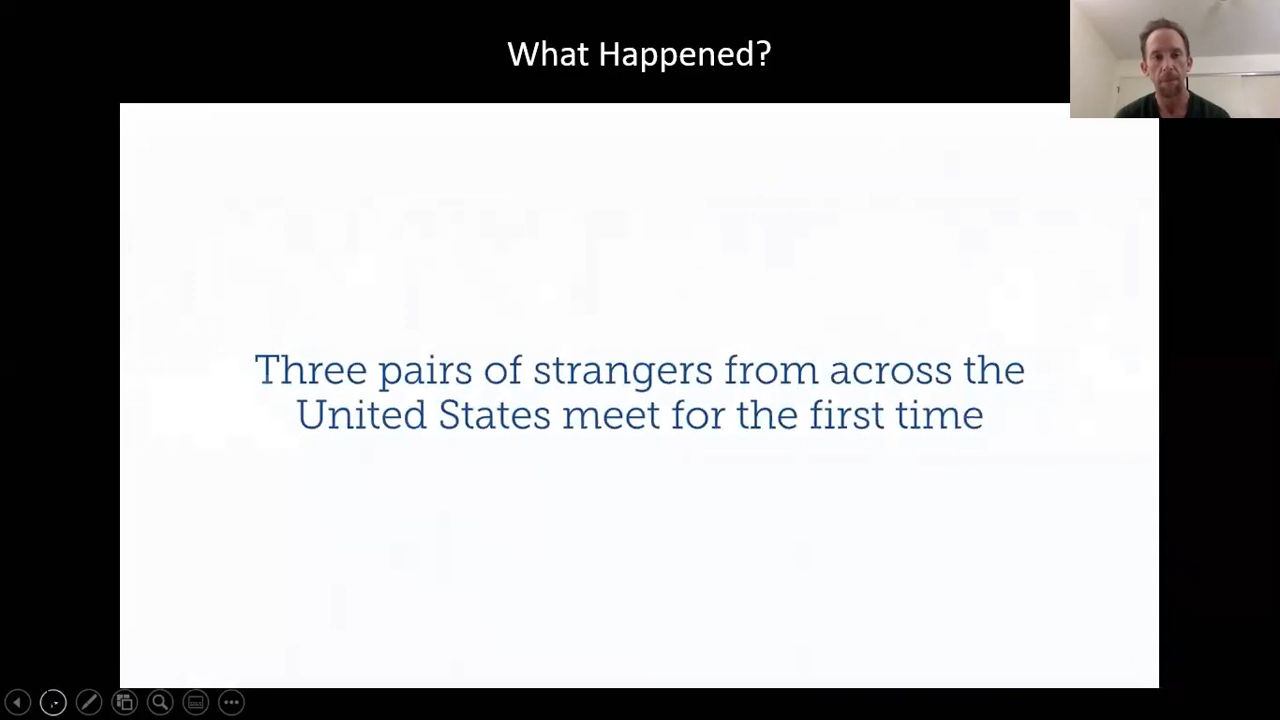 What Happened?
Three pairs of strangers from across the
United States meet for the first time